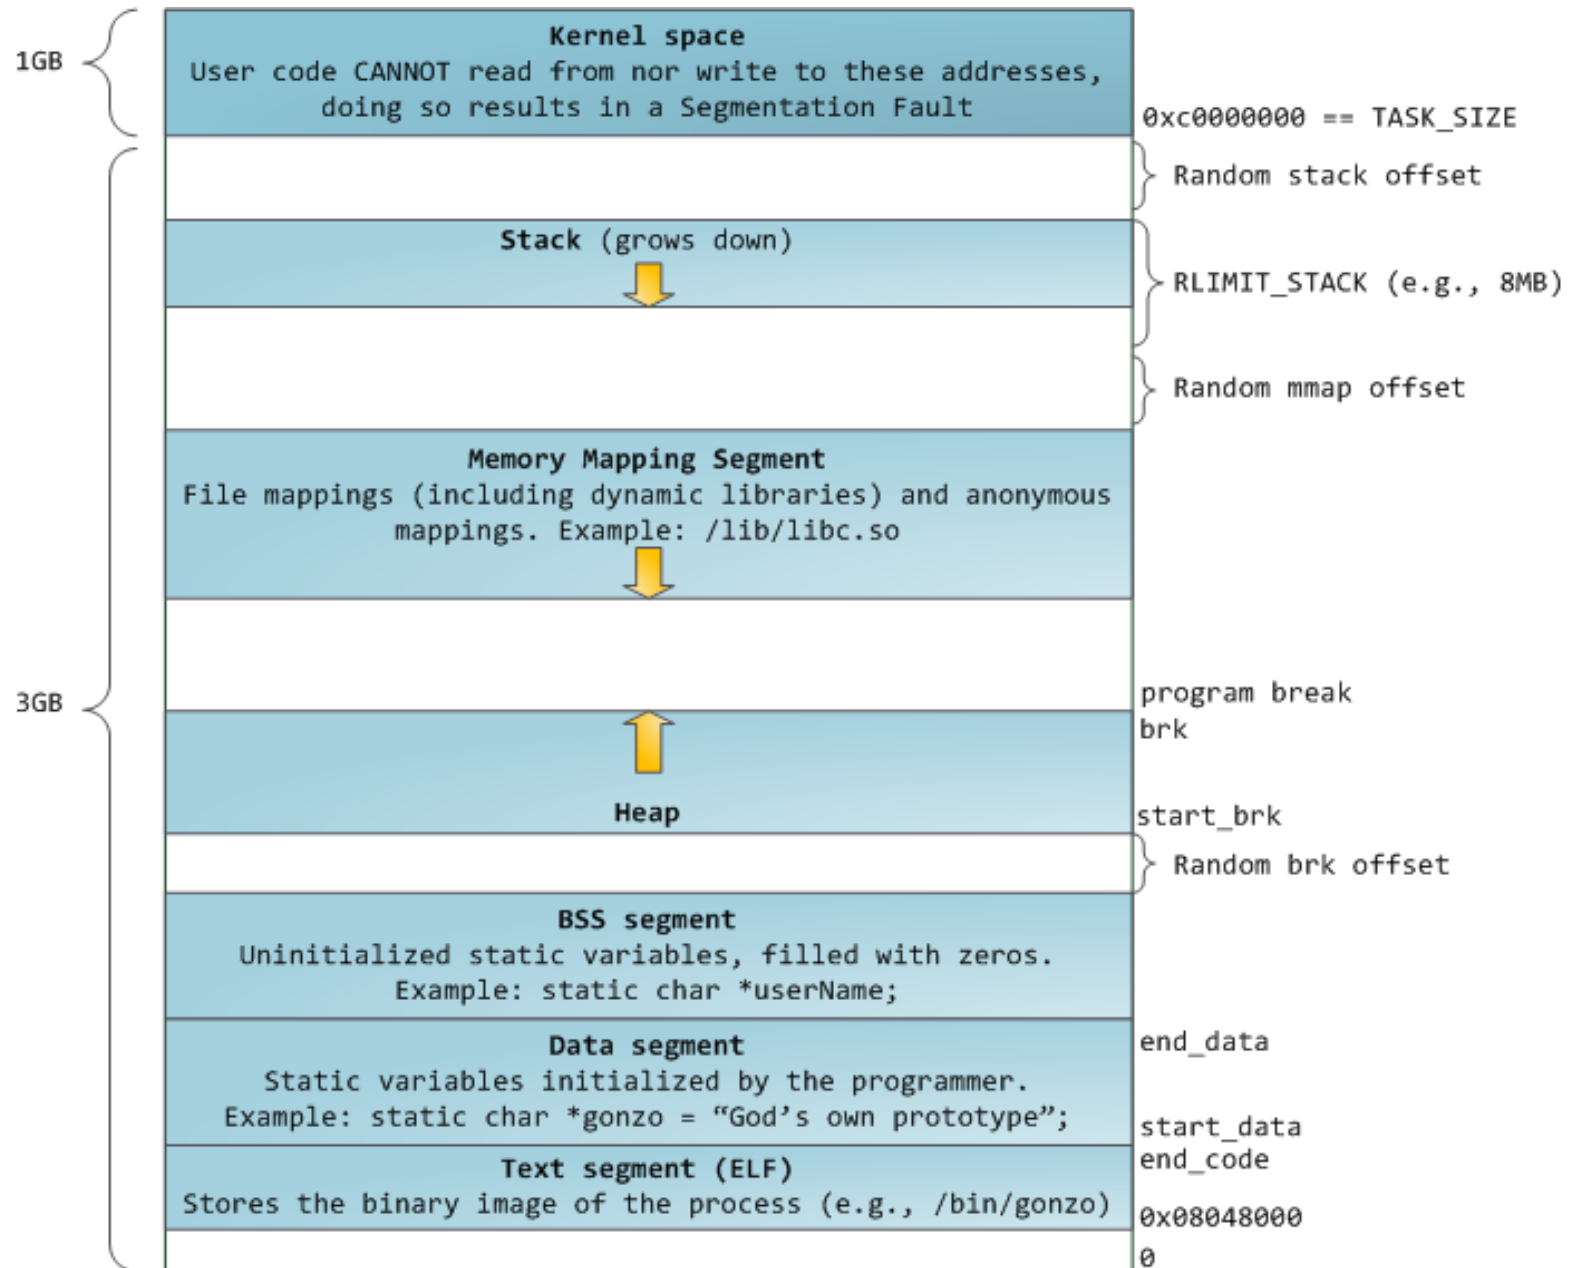 1GB
Kernel space
User code CANNOT read from nor write to these addresses,
doing so results in a Segmentation Fault
0xc0000000 == TASK_SIZE
Random stack offset
Stack (grows down)
RLIMIT_STACK (e.g., 8MB)
Random mmap offset
Memory Mapping Segment
File mappings (including dynamic libraries) and anonymous
mappings. Example: /lib/libc.so
3GB
program break
brk
Heap
start_brk
Random brk offset
BSS segment
Uninitialized static variables, filled with zeros.
Example: static char *userName;
Data segment
Static variables initialized by the programmer.
Example: static char *gonzo = “God’s own prototype”;
end_data
start_data
Text segment (ELF)
Stores the binary image of the process (e.g., /bin/gonzo)
end_code
0x08048000
0